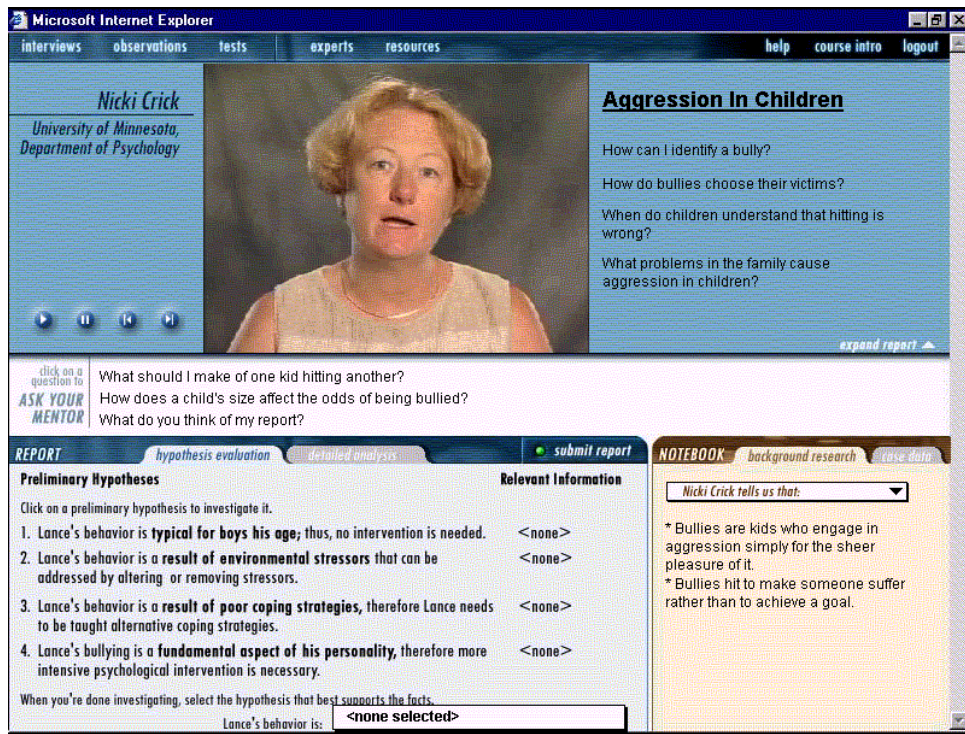 Microsoft Internet Explorer
interviews observations tests experts resources help course intro logout
Nicki Crick
University of Minnesota,
Department of Psychology
Aggression In Children
How can I identify a bully?
How do bullies choose their victims?
When do children understand that hitting is
wrong?
What problems in the family cause
aggression in children?
expand report
click on a
question to
ASK YOUR
MENTOR
What should I make of one kid hitting another?
How does a child's size affect the odds of being bullied?
What do you think of my report?
REPORT hypothesis evaluation detailed analysis submit report
Preliminary Hypotheses Relevant Information
Click on a preliminary hypothesis to investigate it.
1. Lance's behavior is typical for boys his age; thus, no intervention is needed. <none>
2. Lance's behavior is a result of environmental stressors that can be <none>
addressed by altering or removing stressors.
3. Lance's behavior is a result of poor coping strategies, therefore Lance needs <none>
to be taught alternative coping strategies.
4. Lance's bullying is a fundamental aspect of his personality, therefore more <none>
intensive psychological intervention is necessary.
When you're done investigating, select the hypothesis that best supports the facts.
Lance's behavior is: <none selected>
NOTEBOOK background research case data
Nicki Crick tells us that:
* Bullies are kids who engage in
aggression simply for the sheer
pleasure of it.
* Bullies hit to make someone suffer
rather than to achieve a goal.